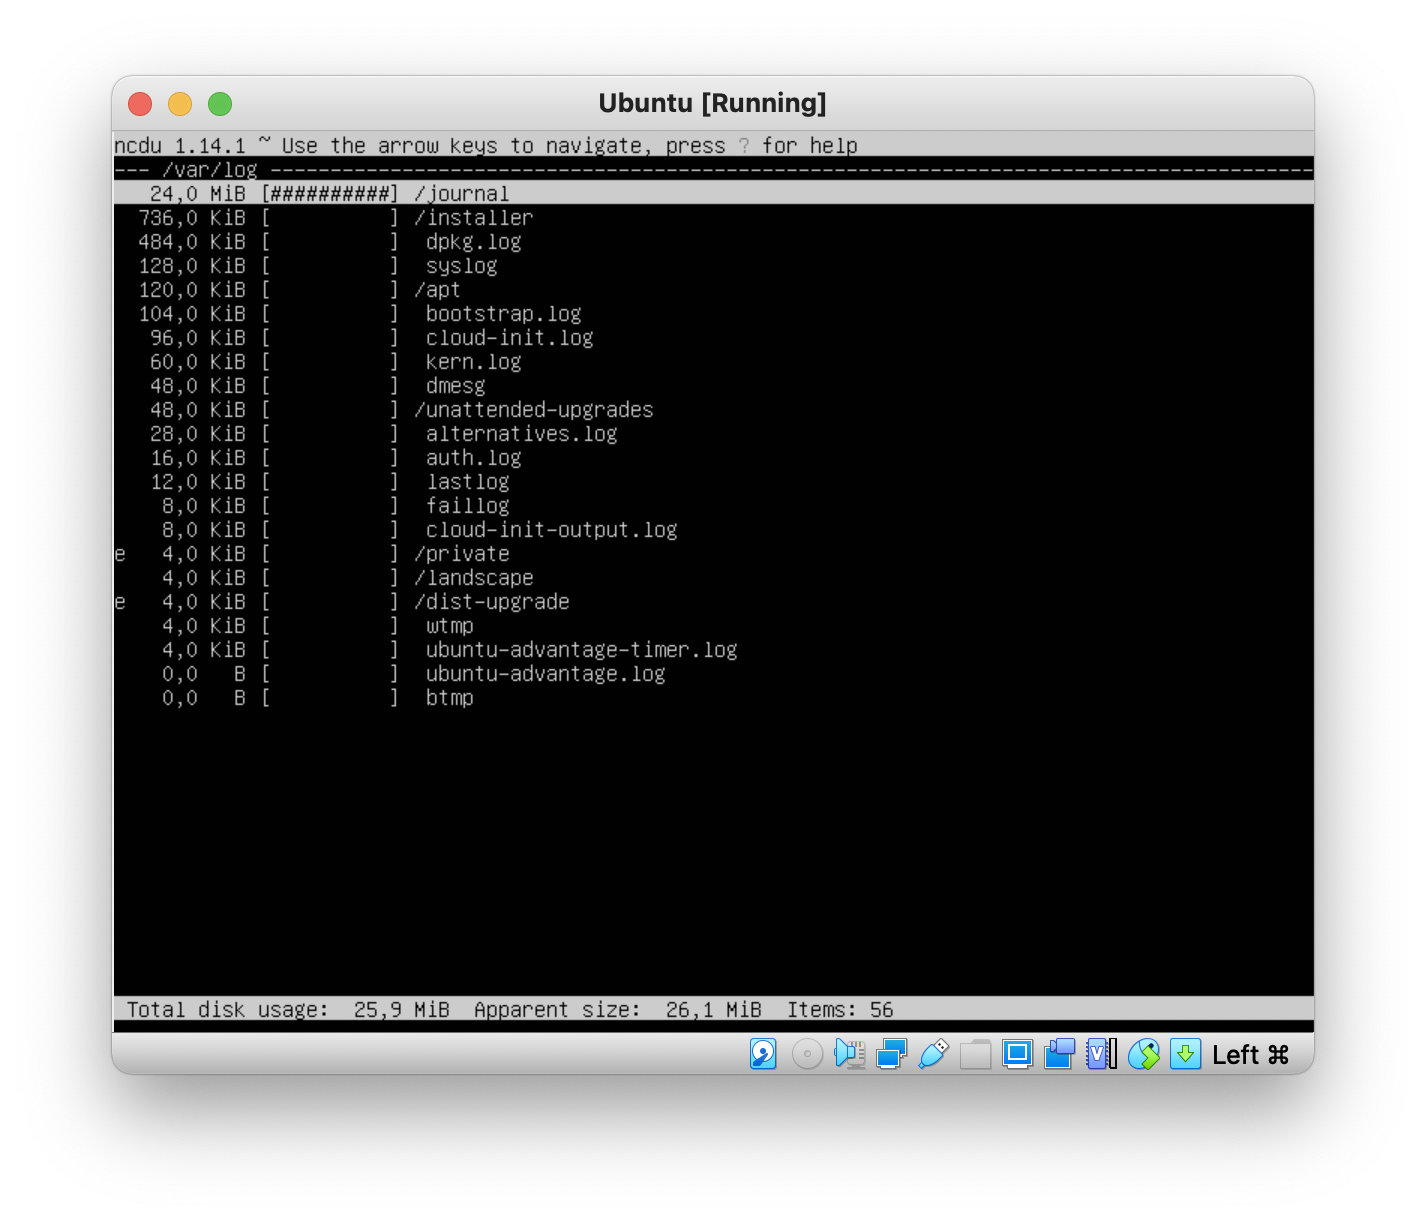 Ubuntu [Running]
ncdu 1.14.1 ~ Use the arrow keys to navigate, press ? for help
--- /var/log ---------------------------------------------------------------------------------------
24,0 MiB [##########] /journal
736,0 KiB [          ] /installer
484,0 KiB [          ]  dpkg.log
128,0 KiB [          ]  syslog
120,0 KiB [          ] /apt
104,0 KiB [          ]  bootstrap.log
96,0 KiB [          ]  cloud-init.log
60,0 KiB [          ]  kern.log
48,0 KiB [          ]  dmesg
48,0 KiB [          ] /unattended-upgrades
28,0 KiB [          ]  alternatives.log
16,0 KiB [          ]  auth.log
12,0 KiB [          ]  lastlog
8,0 KiB [          ]  faillog
8,0 KiB [          ]  cloud-init-output.log
e   4,0 KiB [          ] /private
4,0 KiB [          ] /landscape
e   4,0 KiB [          ] /dist-upgrade
4,0 KiB [          ]  wtmp
4,0 KiB [          ]  ubuntu-advantage-timer.log
0,0   B [          ]  ubuntu-advantage.log
0,0   B [          ]  btmp
Total disk usage:  25,9 MiB  Apparent size:  26,1 MiB  Items: 56
Left ⌘